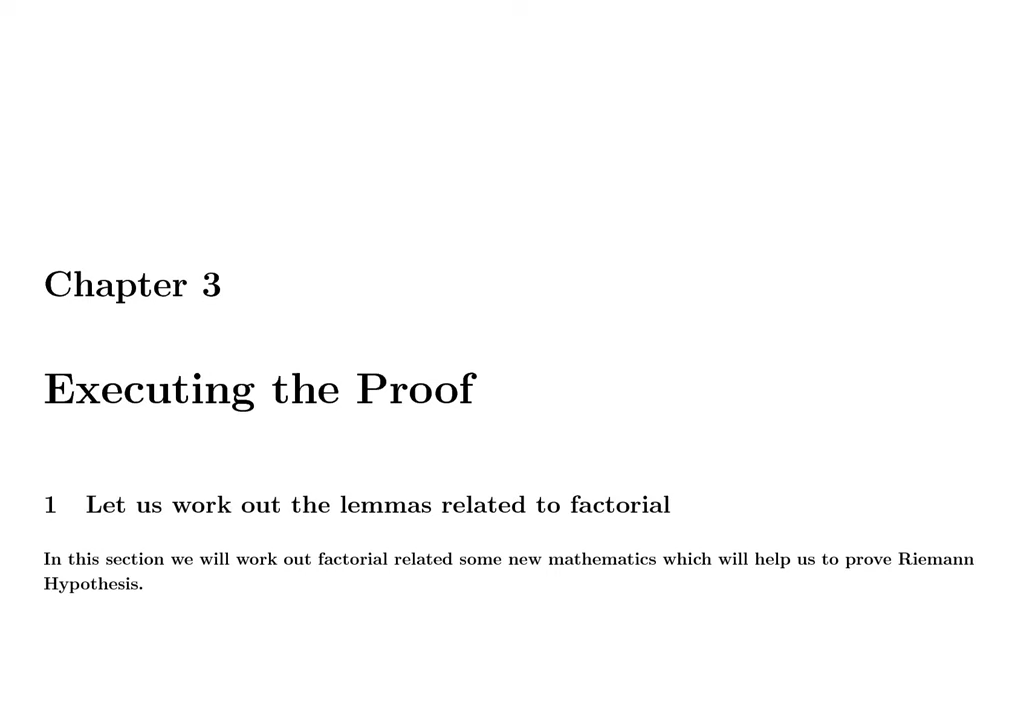 Chapter 3
Executing the Proof
1 Let us work out the lemmas related to factorial
In this section we will work out factorial related some new mathematics which will help us to prove Riemann
Hypothesis.